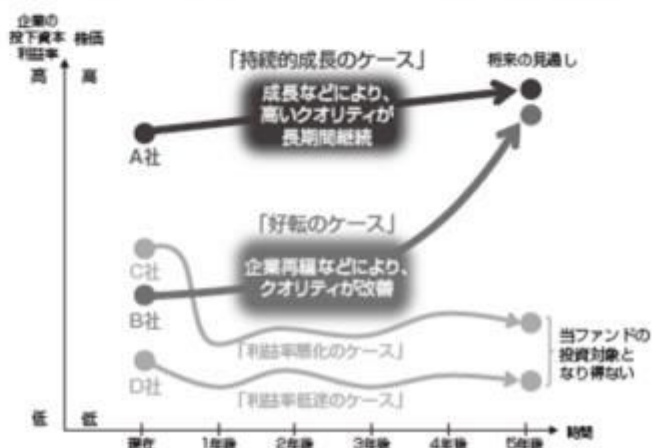 企業の
投下資本
利益率
株価
高
高
「持続的成長のケース」
将来の見通し
成長などにより、
高いクオリティが
長期間継続
A社
「好転のケース」
C社
企業再編などにより、
クオリティが改善
B社
「利益率悪化のケース」
当ファンドの
投資対象と
なり得ない
D社
「利益率低迷のケース」
低
低
現在
1年後
2年後
3年後
4年後
5年後
時間